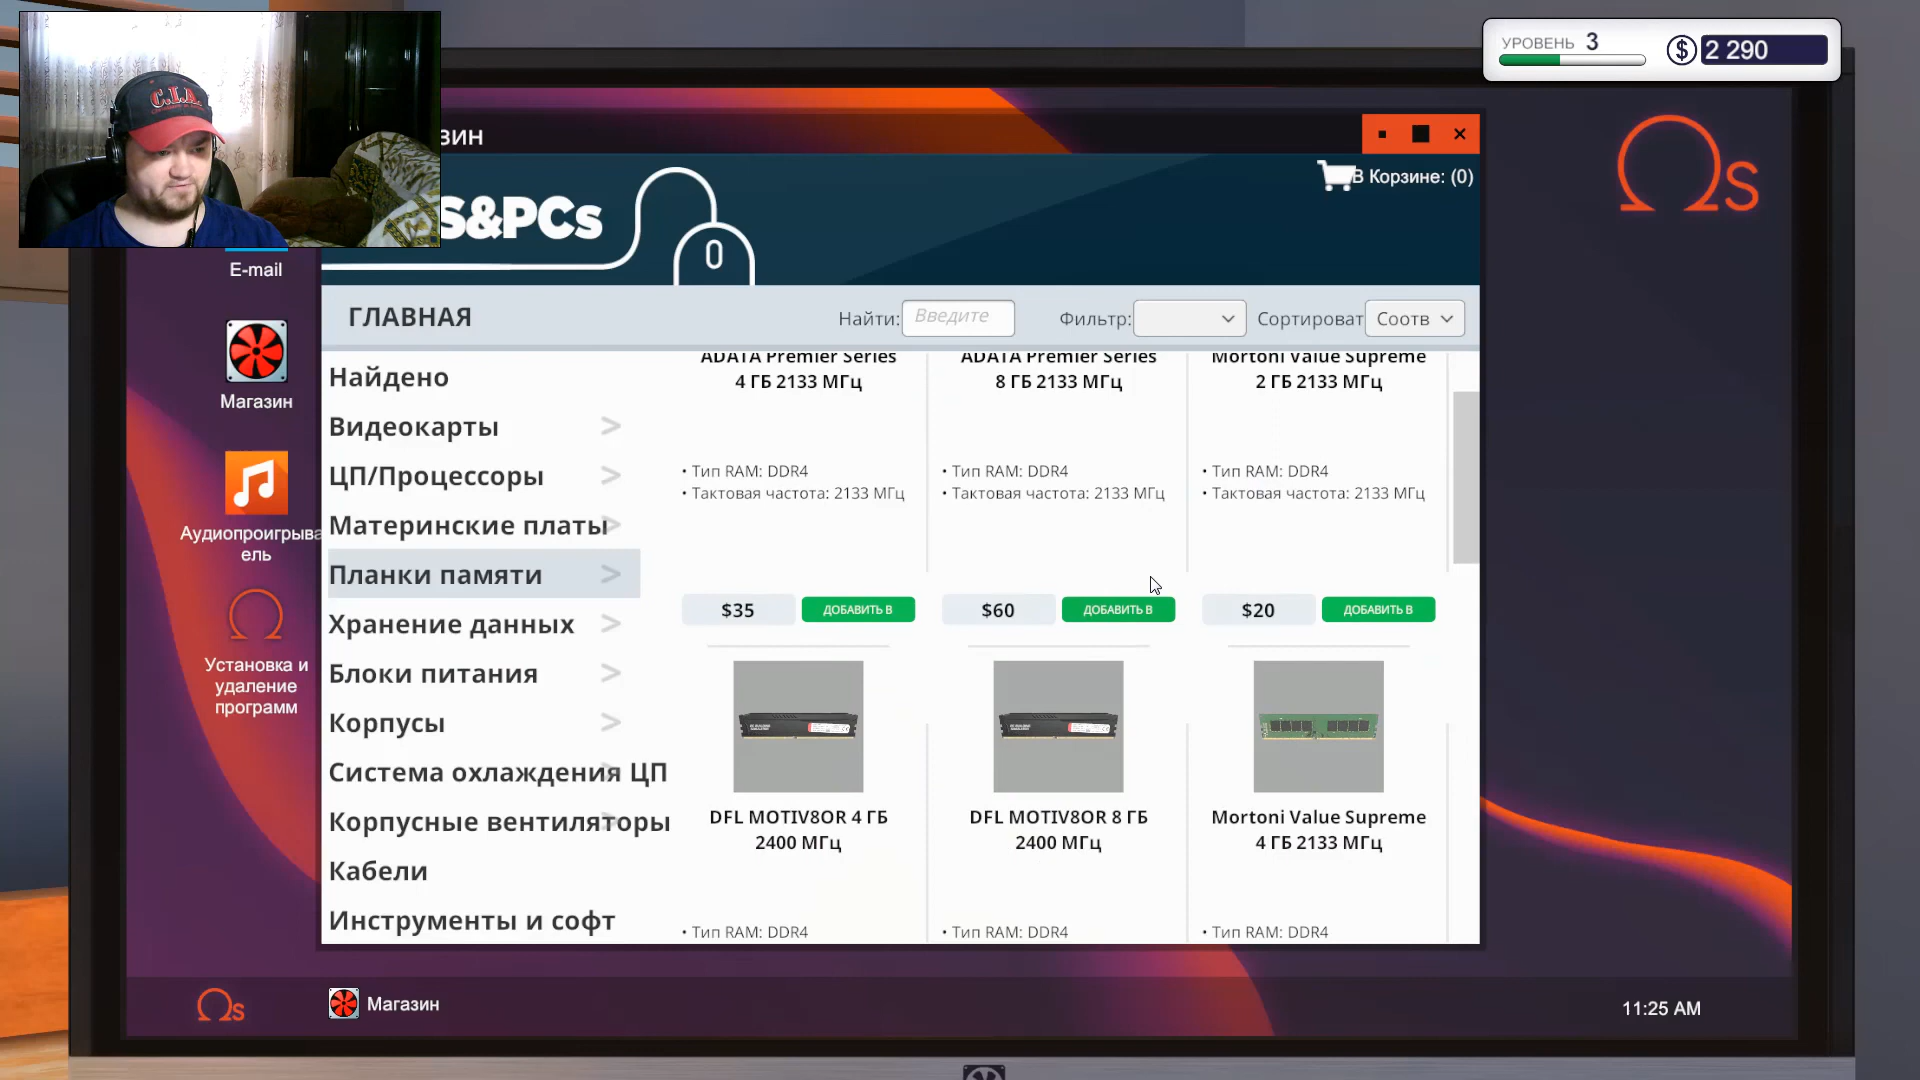 C.I.A.
УРОВЕНЬ 3
$ 2 290
зин
В Корзине: (0)
S&PCs
Ωs
E-mail
Магазин
Аудиопроигрыва
ель
Установка и
удаление
программ
ГЛАВНАЯ
Найти: Введите
Фильтр:
Сортироват Соотв
Найдено
Видеокарты >
ЦП/Процессоры >
Материнские платы >
Планки памяти >
Хранение данных >
Блоки питания >
Корпусы >
Система охлаждения ЦП >
Корпусные вентиляторы >
Кабели
Инструменты и софт
ADATA Premier Series
4 ГБ 2133 МГц
• Тип RAM: DDR4
• Тактовая частота: 2133 МГц
$35 ДОБАВИТЬ В
ADATA Premier Series
8 ГБ 2133 МГц
• Тип RAM: DDR4
• Тактовая частота: 2133 МГц
$60 ДОБАВИТЬ В
Mortoni Value Supreme
2 ГБ 2133 МГц
• Тип RAM: DDR4
• Тактовая частота: 2133 МГц
$20 ДОБАВИТЬ В
DFL MOTIV8OR 4 ГБ
2400 МГц
• Тип RAM: DDR4
DFL MOTIV8OR 8 ГБ
2400 МГц
• Тип RAM: DDR4
Mortoni Value Supreme
4 ГБ 2133 МГц
• Тип RAM: DDR4
Ωs
Магазин
11:25 AM